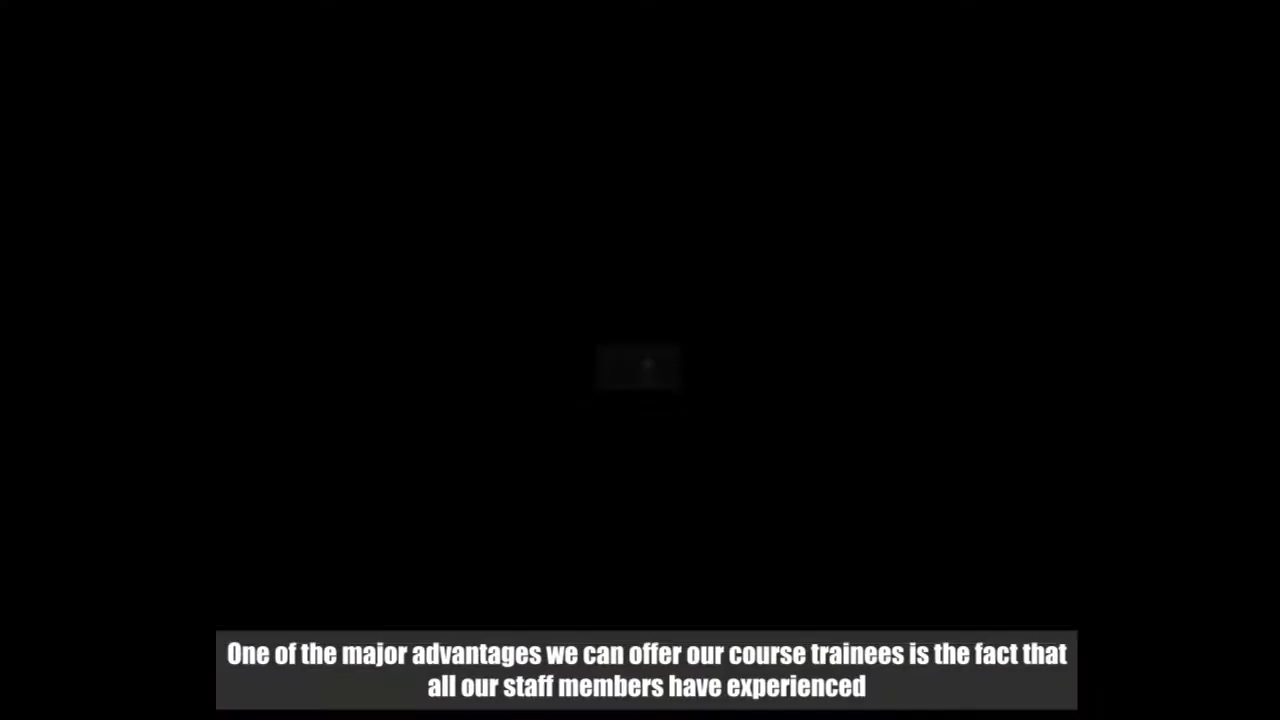 One of the major advantages we can offer our course trainees is the fact that
all our staff members have experienced